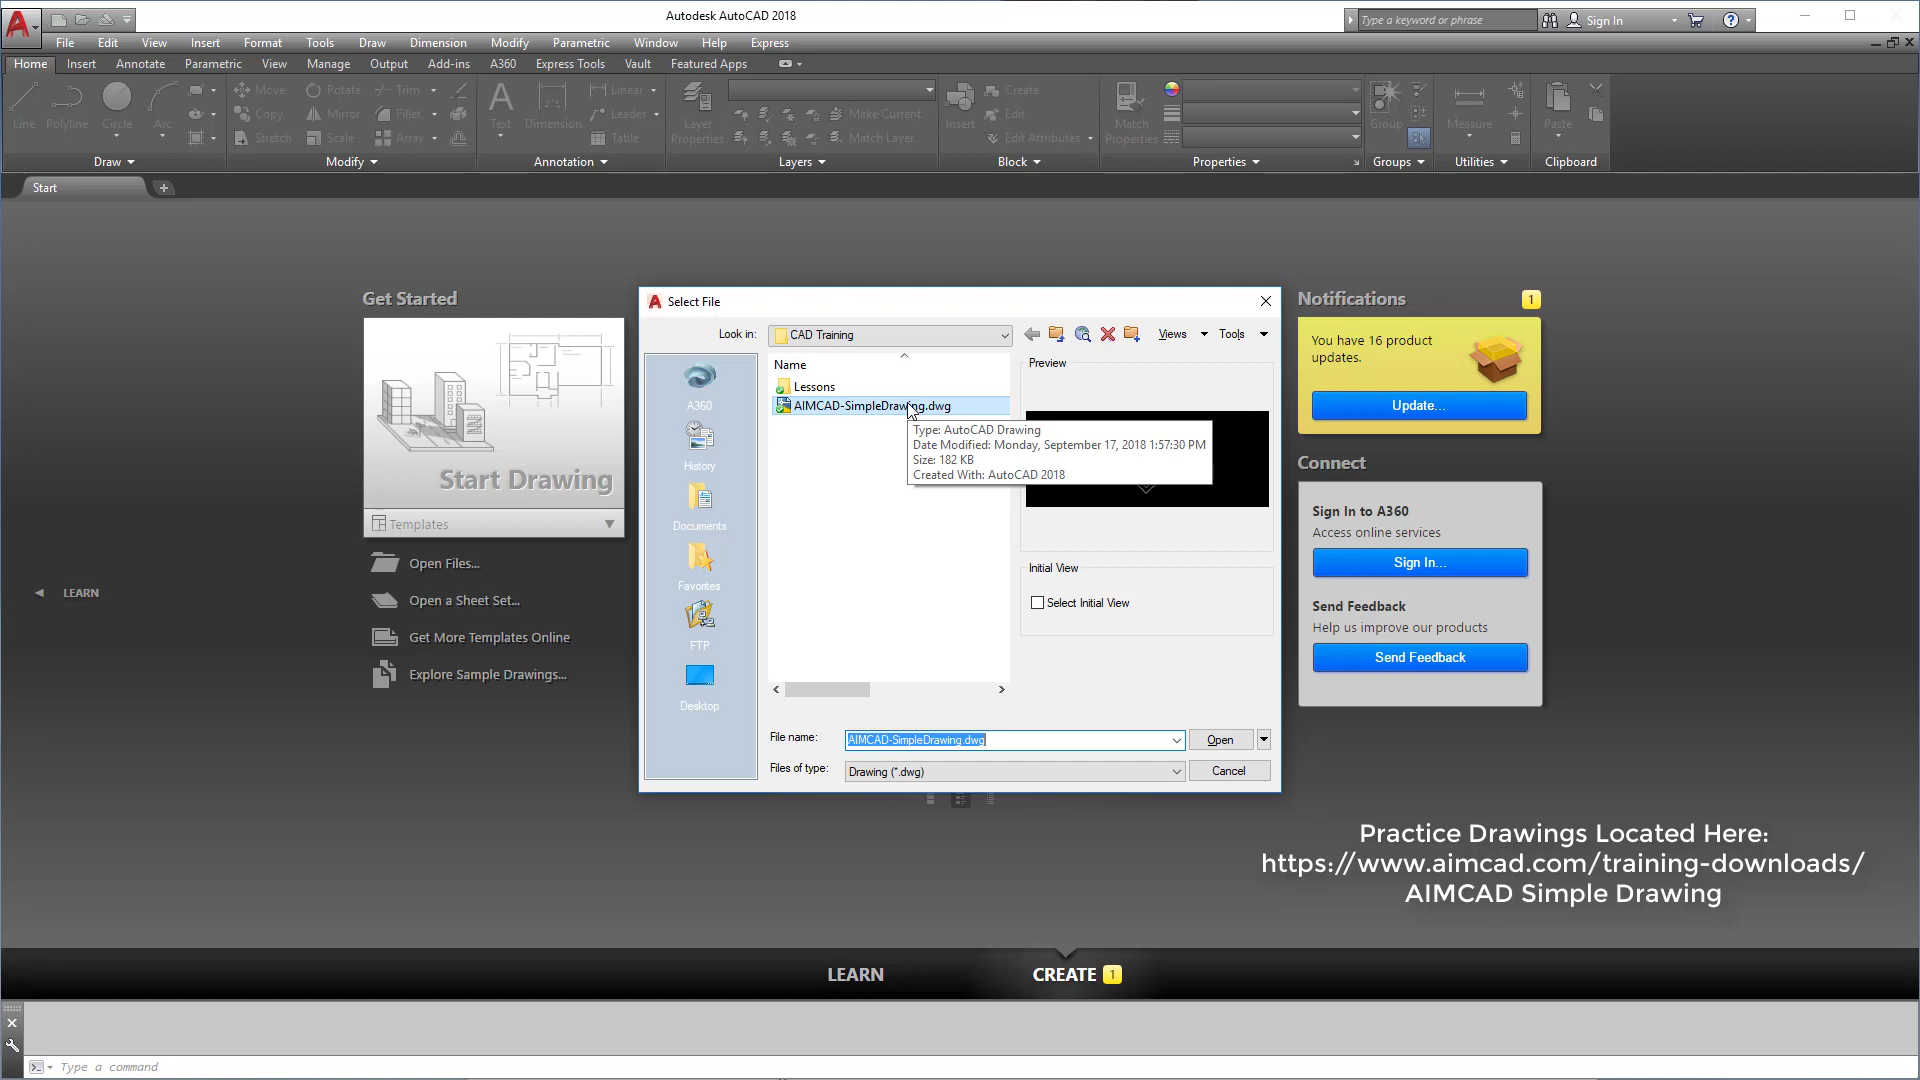 Autodesk AutoCAD 2018
Type a keyword or phrase
Sign In
File Edit View Insert Format Tools Draw Dimension Modify Parametric Window Help Express
Home Insert Annotate Parametric View Manage Output Add-ins A360 Express Tools Vault Featured Apps
Move Rotate Trim Linear Create
Copy Mirror Fillet Leader Make Current Edit
Line Polyline Circle Arc Text Dimension Layer Properties Insert Match Properties Group Measure Paste
Stretch Scale Array Table Match Layer Edit Attributes
Draw Modify Annotation Layers Block Properties Groups Utilities Clipboard
Start
Get Started
Start Drawing
Templates
Open Files...
Open a Sheet Set...
Get More Templates Online
Explore Sample Drawings...
LEARN
Select File
Look in: CAD Training Views Tools
A360
History
Documents
Favorites
FTP
Desktop
Name
Lessons
AIMCAD-SimpleDrawing.dwg
Type: AutoCAD Drawing
Date Modified: Monday, September 17, 2018 1:57:30 PM
Size: 182 KB
Created With: AutoCAD 2018
Preview
Initial View
Select Initial View
File name: AIMCAD-SimpleDrawing.dwg Open
Files of type: Drawing (*.dwg) Cancel
Notifications 1
You have 16 product
updates.
Update...
Connect
Sign In to A360
Access online services
Sign In...
Send Feedback
Help us improve our products
Send Feedback
Practice Drawings Located Here:
https://www.aimcad.com/training-downloads/
AIMCAD Simple Drawing
LEARN CREATE 1
Type a command